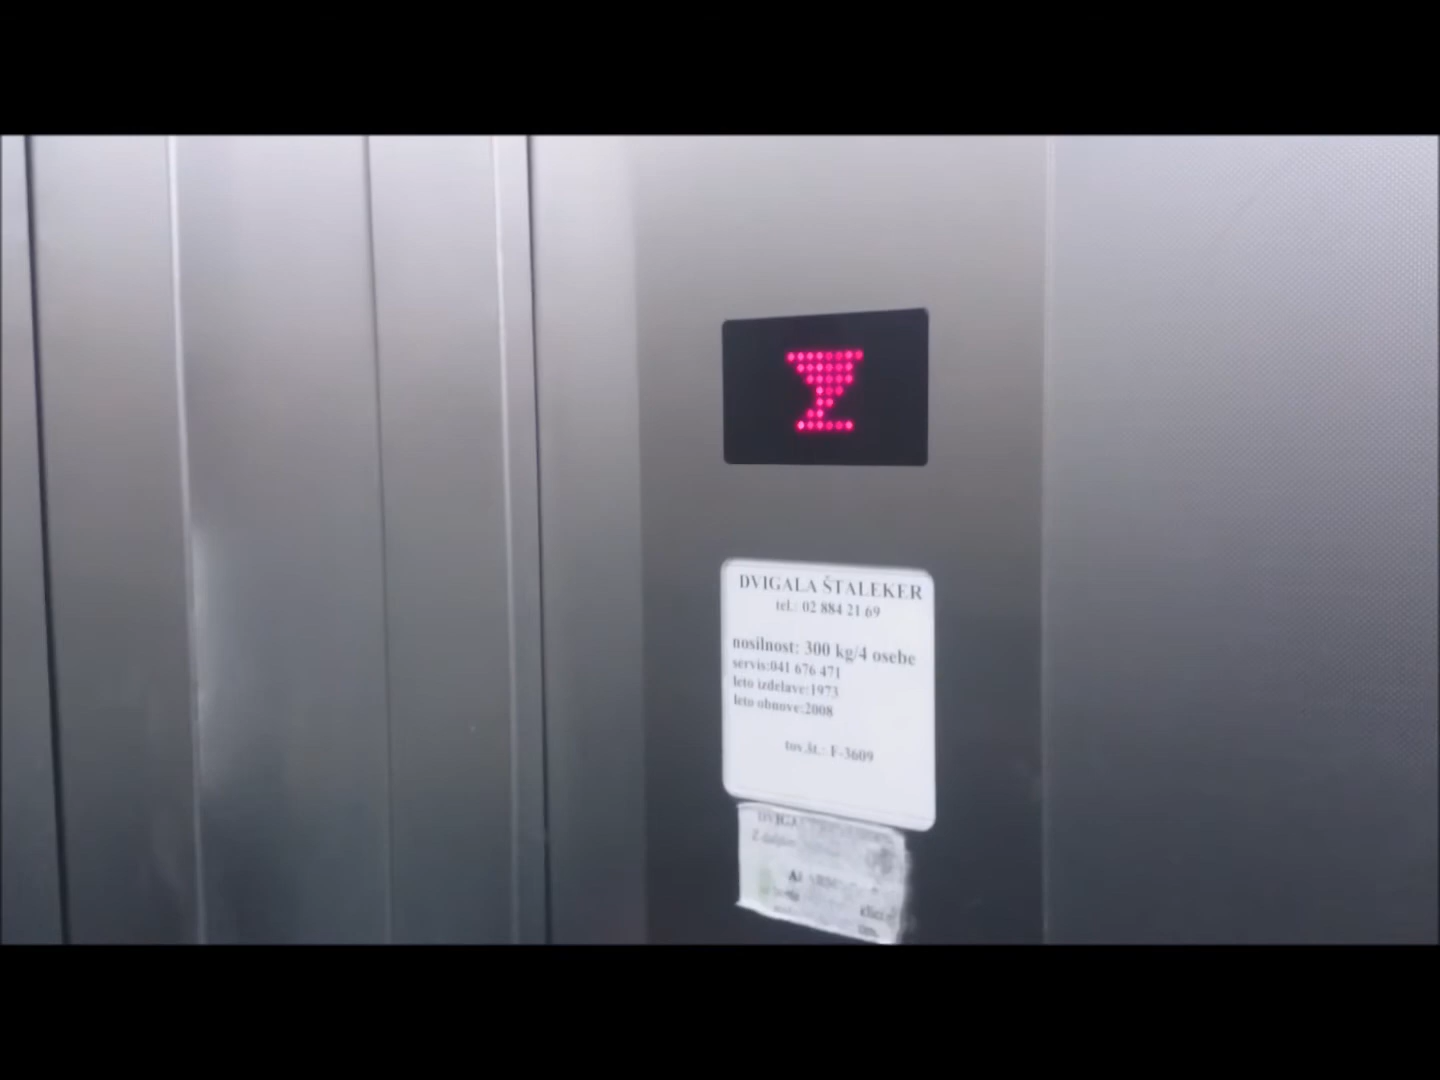 DVIGALA ŠTALEKER
tel.: 02 884 21 69
nosilnost: 300 kg/4 osebe
servis:041 676 471
leto izdelave:1973
leto obnove:2008
tov.št.: F-3609